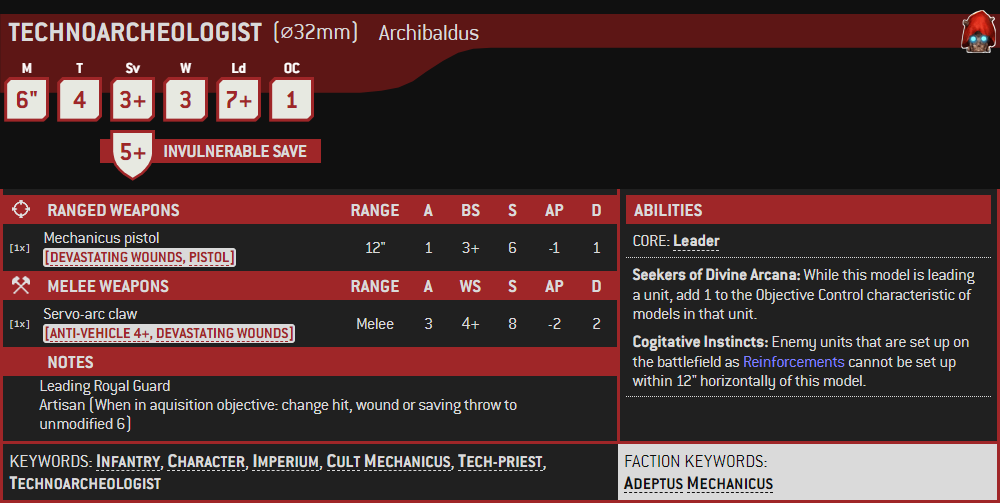 TECHNOARCHEOLOGIST (⌀32mm) Archibaldus
M T Sv W Ld OC
6" 4 3+ 3 7+ 1
5+ INVULNERABLE SAVE
RANGED WEAPONS RANGE A BS S AP D
[1x] Mechanicus pistol 12" 1 3+ 6 -1 1
[DEVASTATING WOUNDS, PISTOL]
MELEE WEAPONS RANGE A WS S AP D
[1x] Servo-arc claw Melee 3 4+ 8 -2 2
[ANTI-VEHICLE 4+, DEVASTATING WOUNDS]
NOTES
Leading Royal Guard
Artisan (When in aquisition objective: change hit, wound or saving throw to
unmodified 6)
ABILITIES
CORE: Leader
Seekers of Divine Arcana: While this model is leading
a unit, add 1 to the Objective Control characteristic of
models in that unit.
Cogitative Instincts: Enemy units that are set up on
the battlefield as Reinforcements cannot be set up
within 12" horizontally of this model.
KEYWORDS: INFANTRY, CHARACTER, IMPERIUM, CULT MECHANICUS, TECH-PRIEST,
TECHNOARCHEOLOGIST
FACTION KEYWORDS:
ADEPTUS MECHANICUS